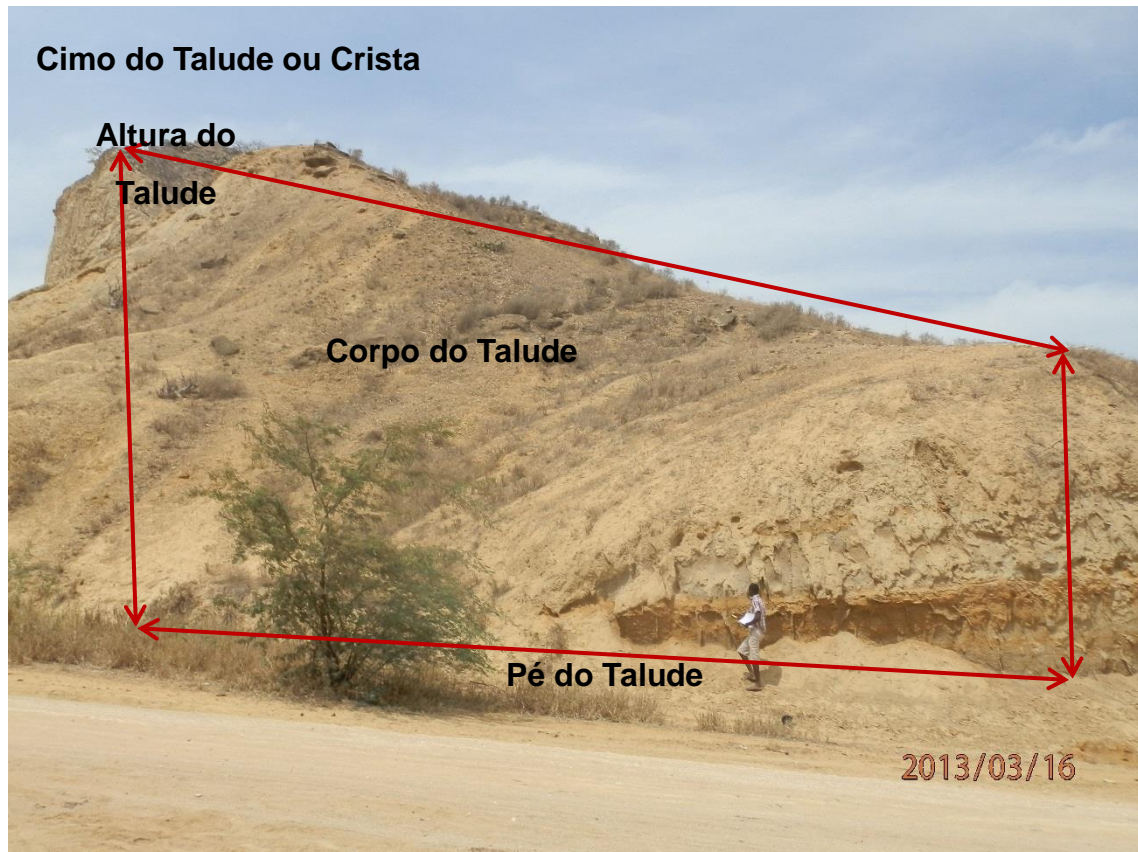 Cimo do Talude ou Crista
Altura do
Talude
Corpo do Talude
Pé do Talude
2013/03/16